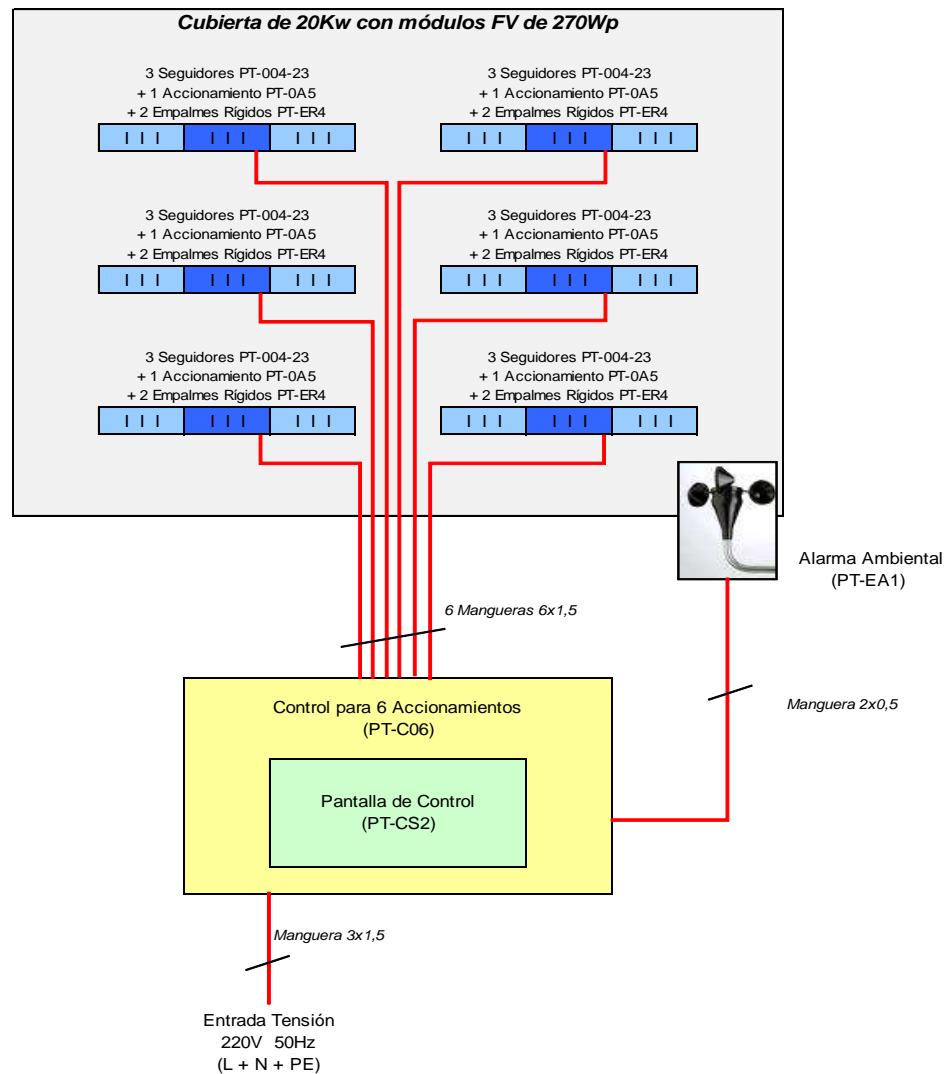 Cubierta de 20Kw con módulos FV de 270Wp
3 Seguidores PT-004-23
+ 1 Accionamiento PT-0A5
+ 2 Empalmes Rígidos PT-ER4
I I I I I I I I I
3 Seguidores PT-004-23
+ 1 Accionamiento PT-0A5
+ 2 Empalmes Rígidos PT-ER4
I I I I I I I I I
3 Seguidores PT-004-23
+ 1 Accionamiento PT-0A5
+ 2 Empalmes Rígidos PT-ER4
I I I I I I I I I
3 Seguidores PT-004-23
+ 1 Accionamiento PT-0A5
+ 2 Empalmes Rígidos PT-ER4
I I I I I I I I I
3 Seguidores PT-004-23
+ 1 Accionamiento PT-0A5
+ 2 Empalmes Rígidos PT-ER4
I I I I I I I I I
3 Seguidores PT-004-23
+ 1 Accionamiento PT-0A5
+ 2 Empalmes Rígidos PT-ER4
I I I I I I I I I
Alarma Ambiental
(PT-EA1)
6 Mangueras 6x1,5
Manguera 2x0,5
Control para 6 Accionamientos
(PT-C06)
Pantalla de Control
(PT-CS2)
Manguera 3x1,5
Entrada Tensión
220V 50Hz
(L + N + PE)